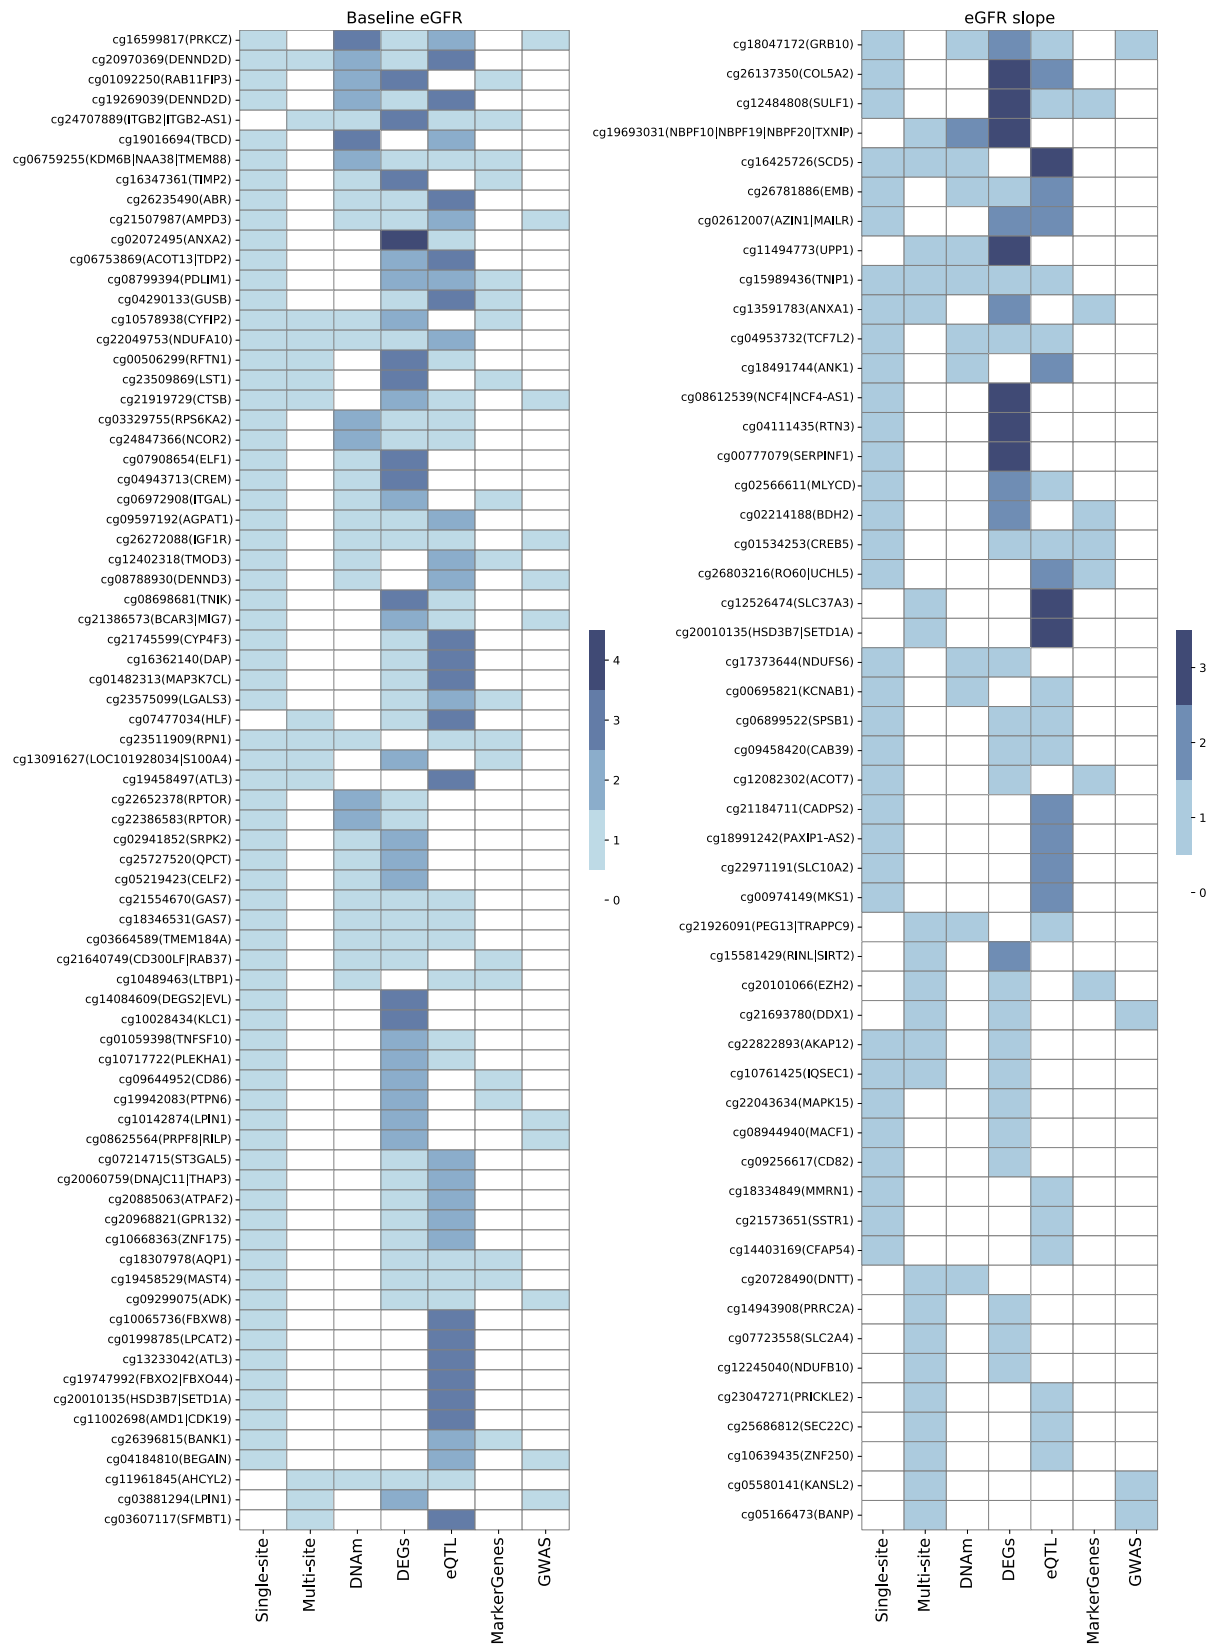 Baseline eGFR
cg16599817(PRKCZ)
cg20970369(DENND2D)
cg01092250(RAB11FIP3)
cg19269039(DENND2D)
cg24707889(ITGB2|ITGB2-AS1)
cg19016694(TBCD)
cg06759255(KDM6B|NAA38|TMEM88)
cg16347361(TIMP2)
cg26235490(ABR)
cg21507987(AMPD3)
cg02072495(ANXA2)
cg06753869(ACOT13|TDP2)
cg08799394(PDLIM1)
cg04290133(GUSB)
cg10578938(CYFIP2)
cg22049753(NDUFA10)
cg00506299(RFTN1)
cg23509869(LST1)
cg21919729(CTSB)
cg03329755(RPS6KA2)
cg24847366(NCOR2)
cg07908654(ELF1)
cg04943713(CREM)
cg06972908(ITGAL)
cg09597192(AGPAT1)
cg26272088(IGF1R)
cg12402318(TMOD3)
cg08788930(DENND3)
cg08698681(TNIK)
cg21386573(BCAR3|MIG7)
cg21745599(CYP4F3)
cg16362140(DAP)
cg01482313(MAP3K7CL)
cg23575099(LGALS3)
cg07477034(HLF)
cg23511909(RPN1)
cg13091627(LOC101928034|S100A4)
cg19458497(ATL3)
cg22652378(RPTOR)
cg22386583(RPTOR)
cg02941852(SRPK2)
cg25727520(QPCT)
cg05219423(CELF2)
cg21554670(GAS7)
cg18346531(GAS7)
cg03664589(TMEM184A)
cg21640749(CD300LF|RAB37)
cg10489463(LTBP1)
cg14084609(DEGS2|EVL)
cg10028434(KLC1)
cg01059398(TNFSF10)
cg10717722(PLEKHA1)
cg09644952(CD86)
cg19942083(PTPN6)
cg10142874(LPIN1)
cg08625564(PRPF8|RILP)
cg07214715(ST3GAL5)
cg20060759(DNAJC11|THAP3)
cg20885063(ATPAF2)
cg20968821(GPR132)
cg10668363(ZNF175)
cg18307978(AQP1)
cg19458529(MAST4)
cg09299075(ADK)
cg10065736(FBXW8)
cg01998785(LPCAT2)
cg13233042(ATL3)
cg19747992(FBXO2|FBXO44)
cg20010135(HSD3B7|SETD1A)
cg11002698(AMD1|CDK19)
cg26396815(BANK1)
cg04184810(BEGAIN)
cg11961845(AHCYL2)
cg03881294(LPIN1)
cg03607117(SFMBT1)
Single-site
Multi-site
DNAm
DEGs
eQTL
MarkerGenes
GWAS
4
3
2
1
0
eGFR slope
cg18047172(GRB10)
cg26137350(COL5A2)
cg12484808(SULF1)
cg19693031(NBPF10|NBPF19|NBPF20|TXNIP)
cg16425726(SCD5)
cg26781886(EMB)
cg02612007(AZIN1|MAILR)
cg11494773(UPP1)
cg15989436(TNIP1)
cg13591783(ANXA1)
cg04953732(TCF7L2)
cg18491744(ANK1)
cg08612539(NCF4|NCF4-AS1)
cg04111435(RTN3)
cg00777079(SERPINF1)
cg02566611(MLYCD)
cg02214188(BDH2)
cg01534253(CREB5)
cg26803216(RO60|UCHL5)
cg12526474(SLC37A3)
cg20010135(HSD3B7|SETD1A)
cg17373644(NDUFS6)
cg00695821(KCNAB1)
cg06899522(SPSB1)
cg09458420(CAB39)
cg12082302(ACOT7)
cg21184711(CADPS2)
cg18991242(PAXIP1-AS2)
cg22971191(SLC10A2)
cg00974149(MKS1)
cg21926091(PEG13|TRAPPC9)
cg15581429(RINL|SIRT2)
cg20101066(EZH2)
cg21693780(DDX1)
cg22822893(AKAP12)
cg10761425(IQSEC1)
cg22043634(MAPK15)
cg08944940(MACF1)
cg09256617(CD82)
cg18334849(MMRN1)
cg21573651(SSTR1)
cg14403169(CFAP54)
cg20728490(DNTT)
cg14943908(PRRC2A)
cg07723558(SLC2A4)
cg12245040(NDUFB10)
cg23047271(PRICKLE2)
cg25686812(SEC22C)
cg10639435(ZNF250)
cg05580141(KANSL2)
cg05166473(BANP)
Single-site
Multi-site
DNAm
DEGs
eQTL
MarkerGenes
GWAS
3
2
1
0